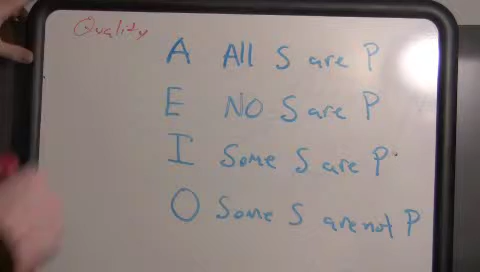 Quality
A All S are P
E NO S are P
I Some S are P
O Some S are not P